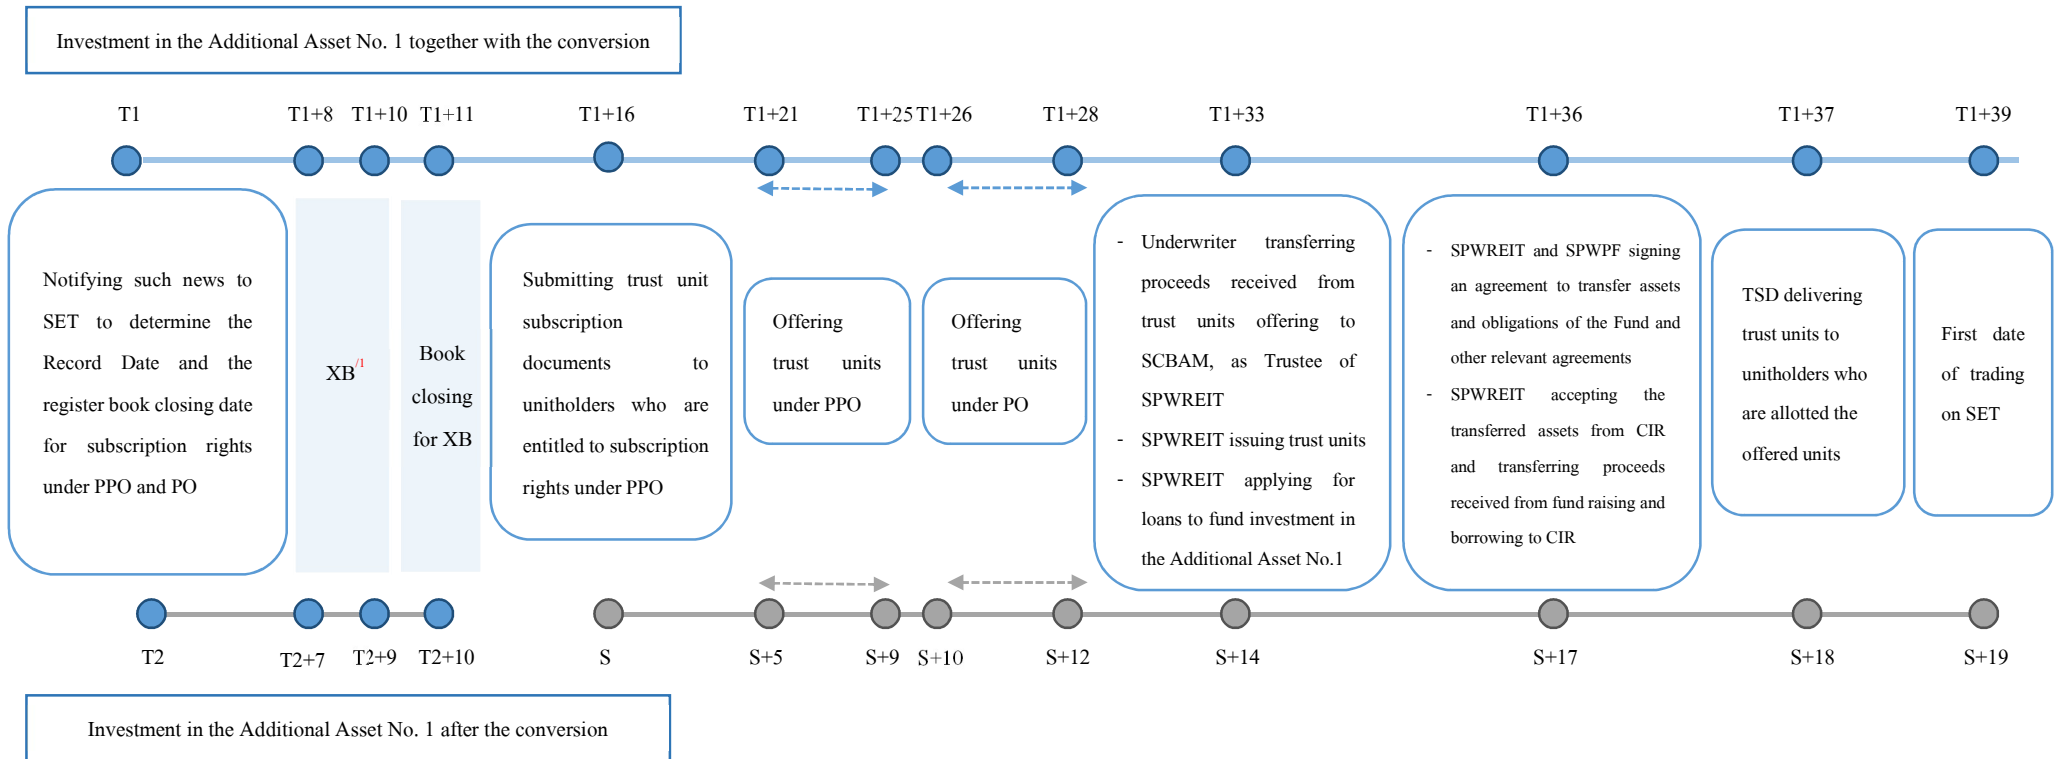 Investment in the Additional Asset No. 1 together with the conversion
T1 T1+8 T1+10 T1+11 T1+16 T1+21 T1+25 T1+26 T1+28 T1+33 T1+36 T1+37 T1+39
Notifying such news to
SET to determine the
Record Date and the
register book closing date
for subscription rights
under PPO and PO
XB/1
Book
closing
for XB
Submitting trust unit
subscription
documents to
unitholders who are
entitled to subscription
rights under PPO
Offering
trust units
under PPO
Offering
trust units
under PO
- Underwriter transferring
proceeds received from
trust units offering to
SCBAM, as Trustee of
SPWREIT
- SPWREIT issuing trust units
- SPWREIT applying for
loans to fund investment in
the Additional Asset No.1
- SPWREIT and SPWPF signing
an agreement to transfer assets
and obligations of the Fund and
other relevant agreements
- SPWREIT accepting the
transferred assets from CIR
and transferring proceeds
received from fund raising and
borrowing to CIR
TSD delivering
trust units to
unitholders who
are allotted the
offered units
First date
of trading
on SET
T2 T2+7 T2+9 T2+10 S S+5 S+9 S+10 S+12 S+14 S+17 S+18 S+19
Investment in the Additional Asset No. 1 after the conversion